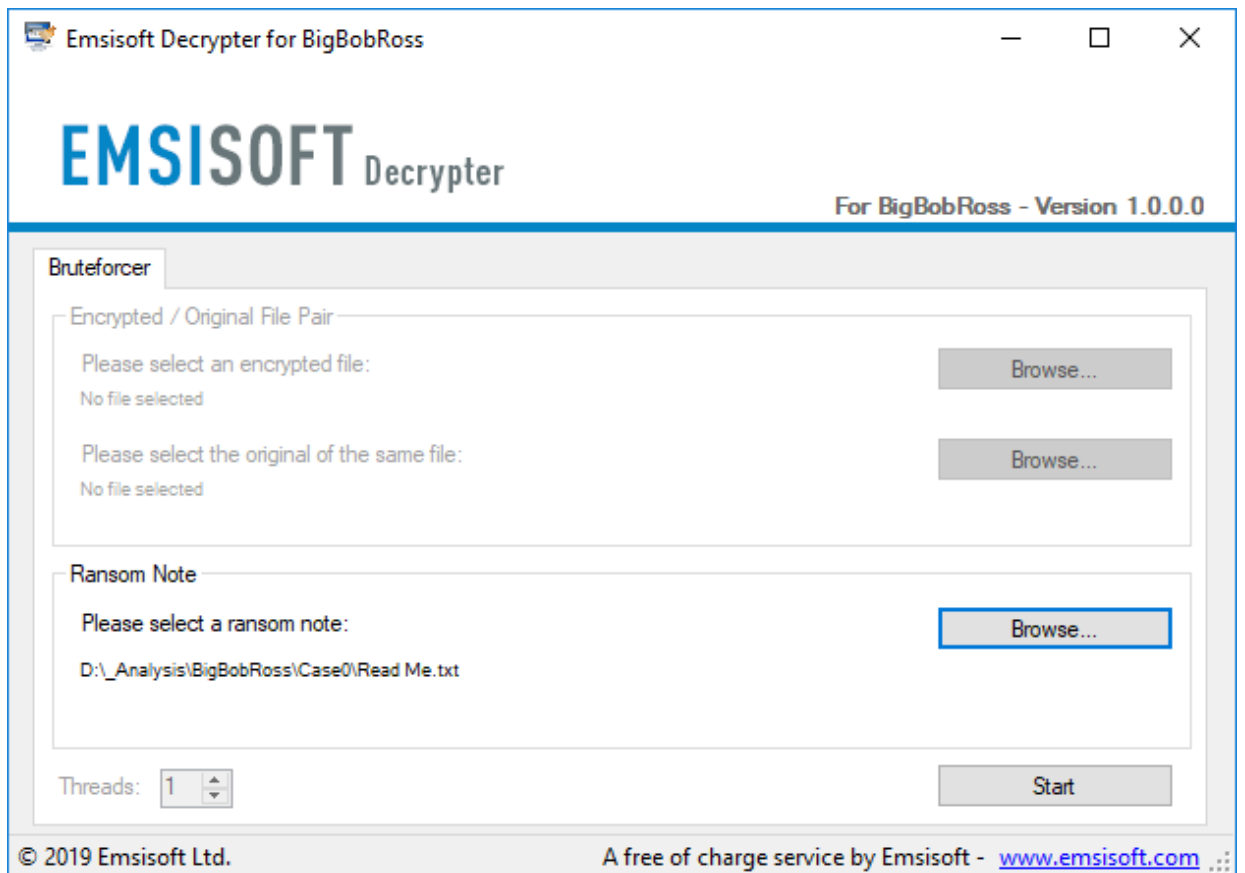 Emsisoft Decrypter for BigBobRoss
EMSISOFT Decrypter
For BigBobRoss - Version 1.0.0.0
Bruteforcer
Encrypted / Original File Pair
Please select an encrypted file:
Browse...
No file selected
Please select the original of the same file:
Browse...
No file selected
Ransom Note
Please select a ransom note:
Browse...
D:\_Analysis\BigBobRoss\Case0\Read Me.txt
Threads: 1
Start
© 2019 Emsisoft Ltd.
A free of charge service by Emsisoft - www.emsisoft.com